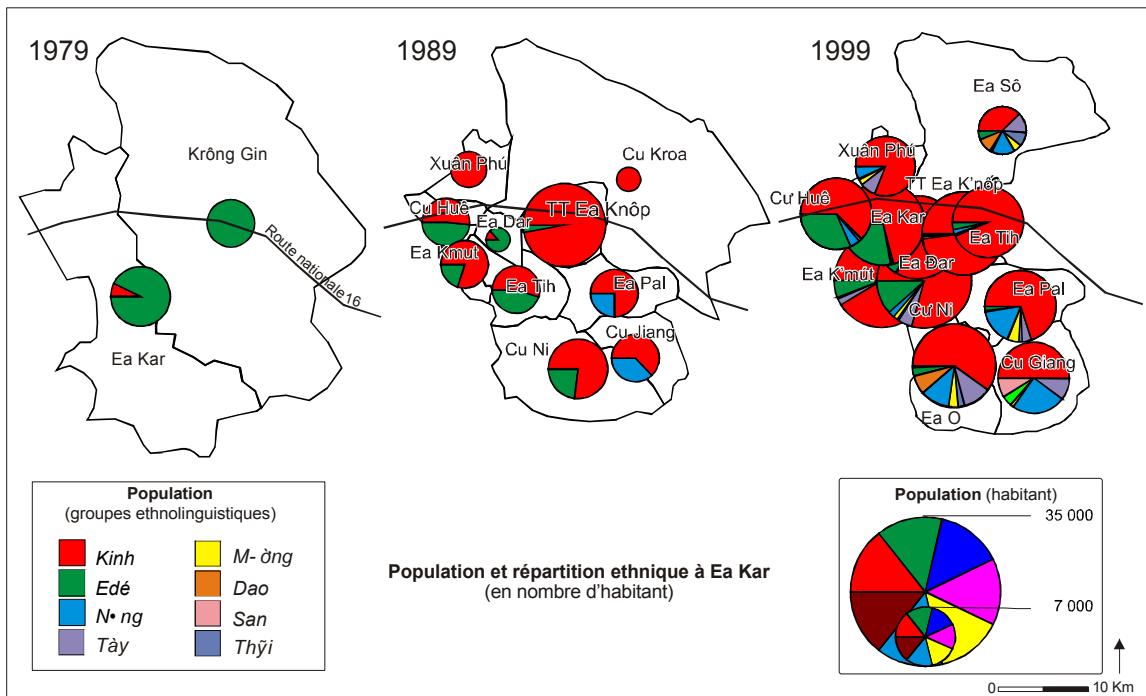 1979
Krông Gin
Route nationale 16
Ea Kar
1989
Xuân Phú
Cu Kroa
Cư Huê
Ea Dar
TT Ea Knôp
Ea Kmut
Ea Tih
Ea Pal
Cu Ni
Cu Jiang
1999
Ea Sô
Xuân Phú
TT Ea K'nốp
Cư Huê
Ea Kar
Ea Tih
Ea Đar
Ea K'mút
Cư Ni
Ea Pal
Cu Giang
Ea O
Population
(groupes ethnolinguistiques)
Kinh
Edé
N• ng
Tày
M- ờng
Dao
San
Thỹi
Population et répartition ethnique à Ea Kar
(en nombre d'habitant)
Population (habitant)
35 000
7 000
0 10 Km